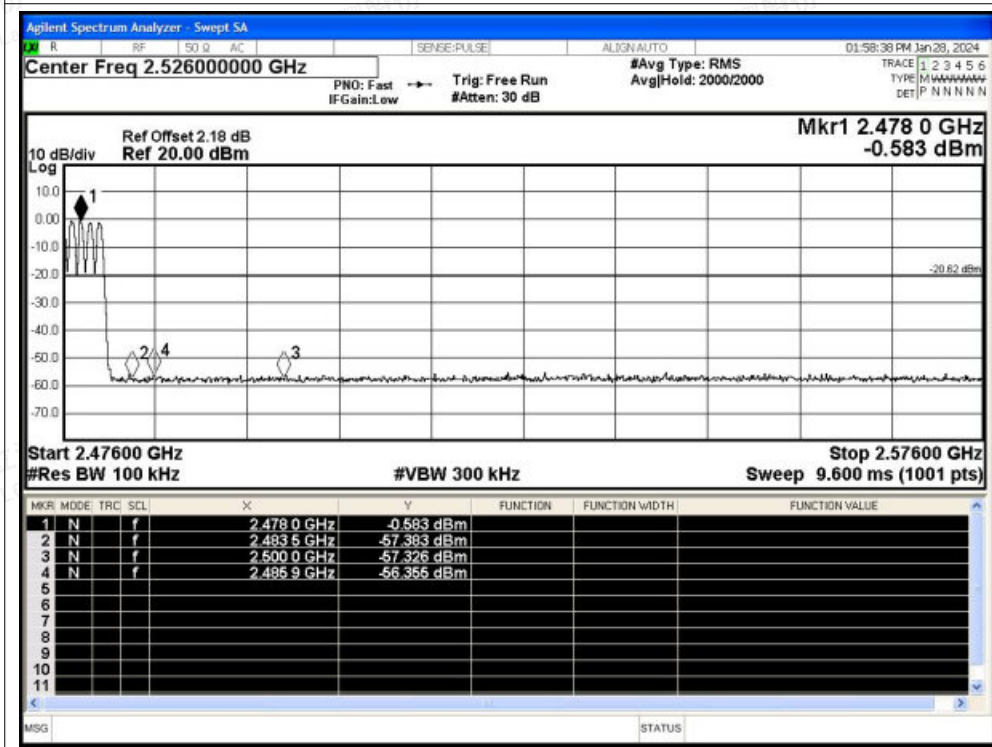 Agilent Spectrum Analyzer - Swept SA
R RF 50 Ω AC SENSE:PULSE ALIGN AUTO 01:58:38 PM Jan 28, 2024
Center Freq 2.526000000 GHz
PNO: Fast
IFGain:Low
Trig: Free Run
#Atten: 30 dB
#Avg Type: RMS
Avg|Hold: 2000/2000
TRACE 1 2 3 4 5 6
TYPE M
DET P N N N N N
Ref Offset 2.18 dB
10 dB/div Ref 20.00 dBm
Log
Mkr1 2.478 0 GHz
-0.583 dBm
10.0
0.00
-10.0
-20.0
-30.0
-40.0
-50.0
-60.0
-70.0
1
2
4
3
-20.62 dBm
Start 2.47600 GHz Stop 2.57600 GHz
#Res BW 100 kHz #VBW 300 kHz Sweep 9.600 ms (1001 pts)
MKR MODE TRC SCL X Y FUNCTION FUNCTION WIDTH FUNCTION VALUE
1 N f 2.478 0 GHz -0.583 dBm
2 N f 2.483 5 GHz -57.383 dBm
3 N f 2.500 0 GHz -57.326 dBm
4 N f 2.485 9 GHz -56.355 dBm
5
6
7
8
9
10
11
MSG STATUS